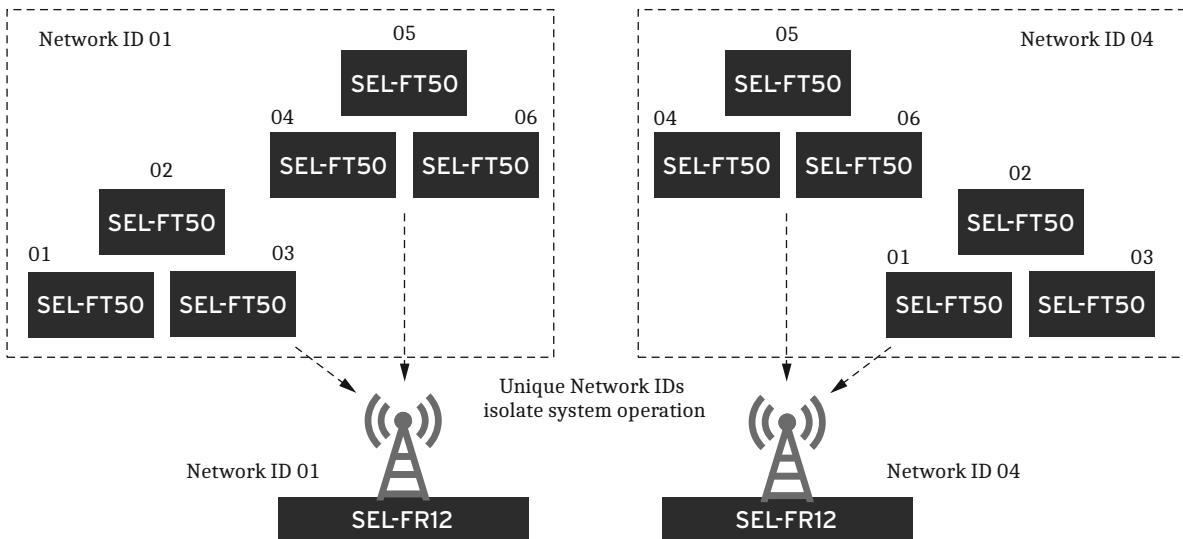 Network ID 01
05
SEL-FT50
04
06
SEL-FT50
SEL-FT50
02
SEL-FT50
01
03
SEL-FT50
SEL-FT50
Network ID 04
05
SEL-FT50
04
06
SEL-FT50
SEL-FT50
02
SEL-FT50
01
03
SEL-FT50
SEL-FT50
Unique Network IDs
isolate system operation
Network ID 01
SEL-FR12
Network ID 04
SEL-FR12